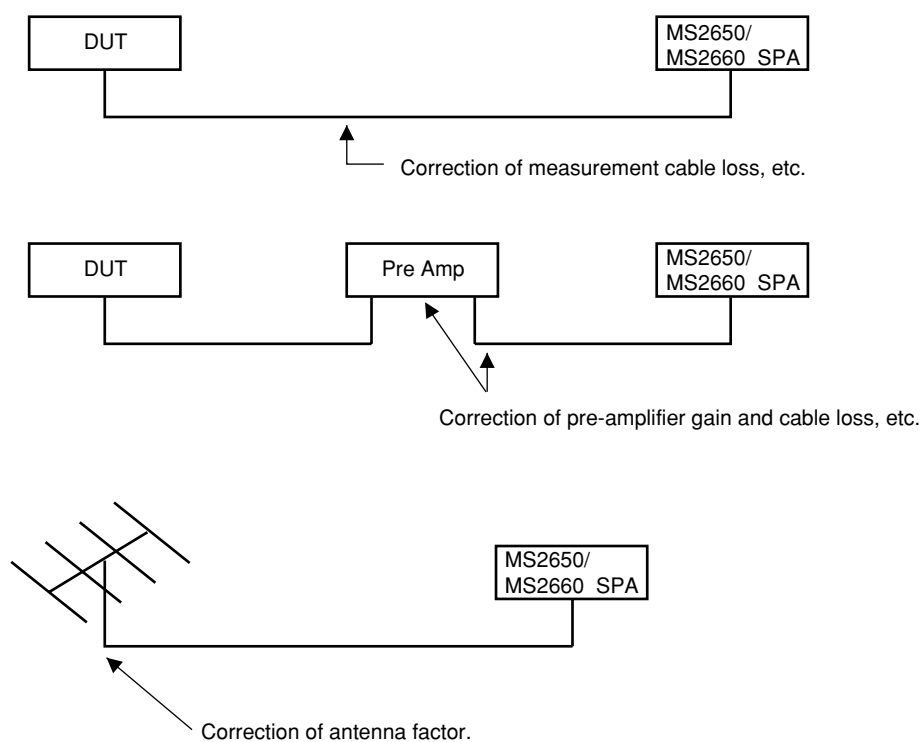 DUT
MS2650/
MS2660 SPA
Correction of measurement cable loss, etc.
DUT
Pre Amp
MS2650/
MS2660 SPA
Correction of pre-amplifier gain and cable loss, etc.
MS2650/
MS2660 SPA
Correction of antenna factor.